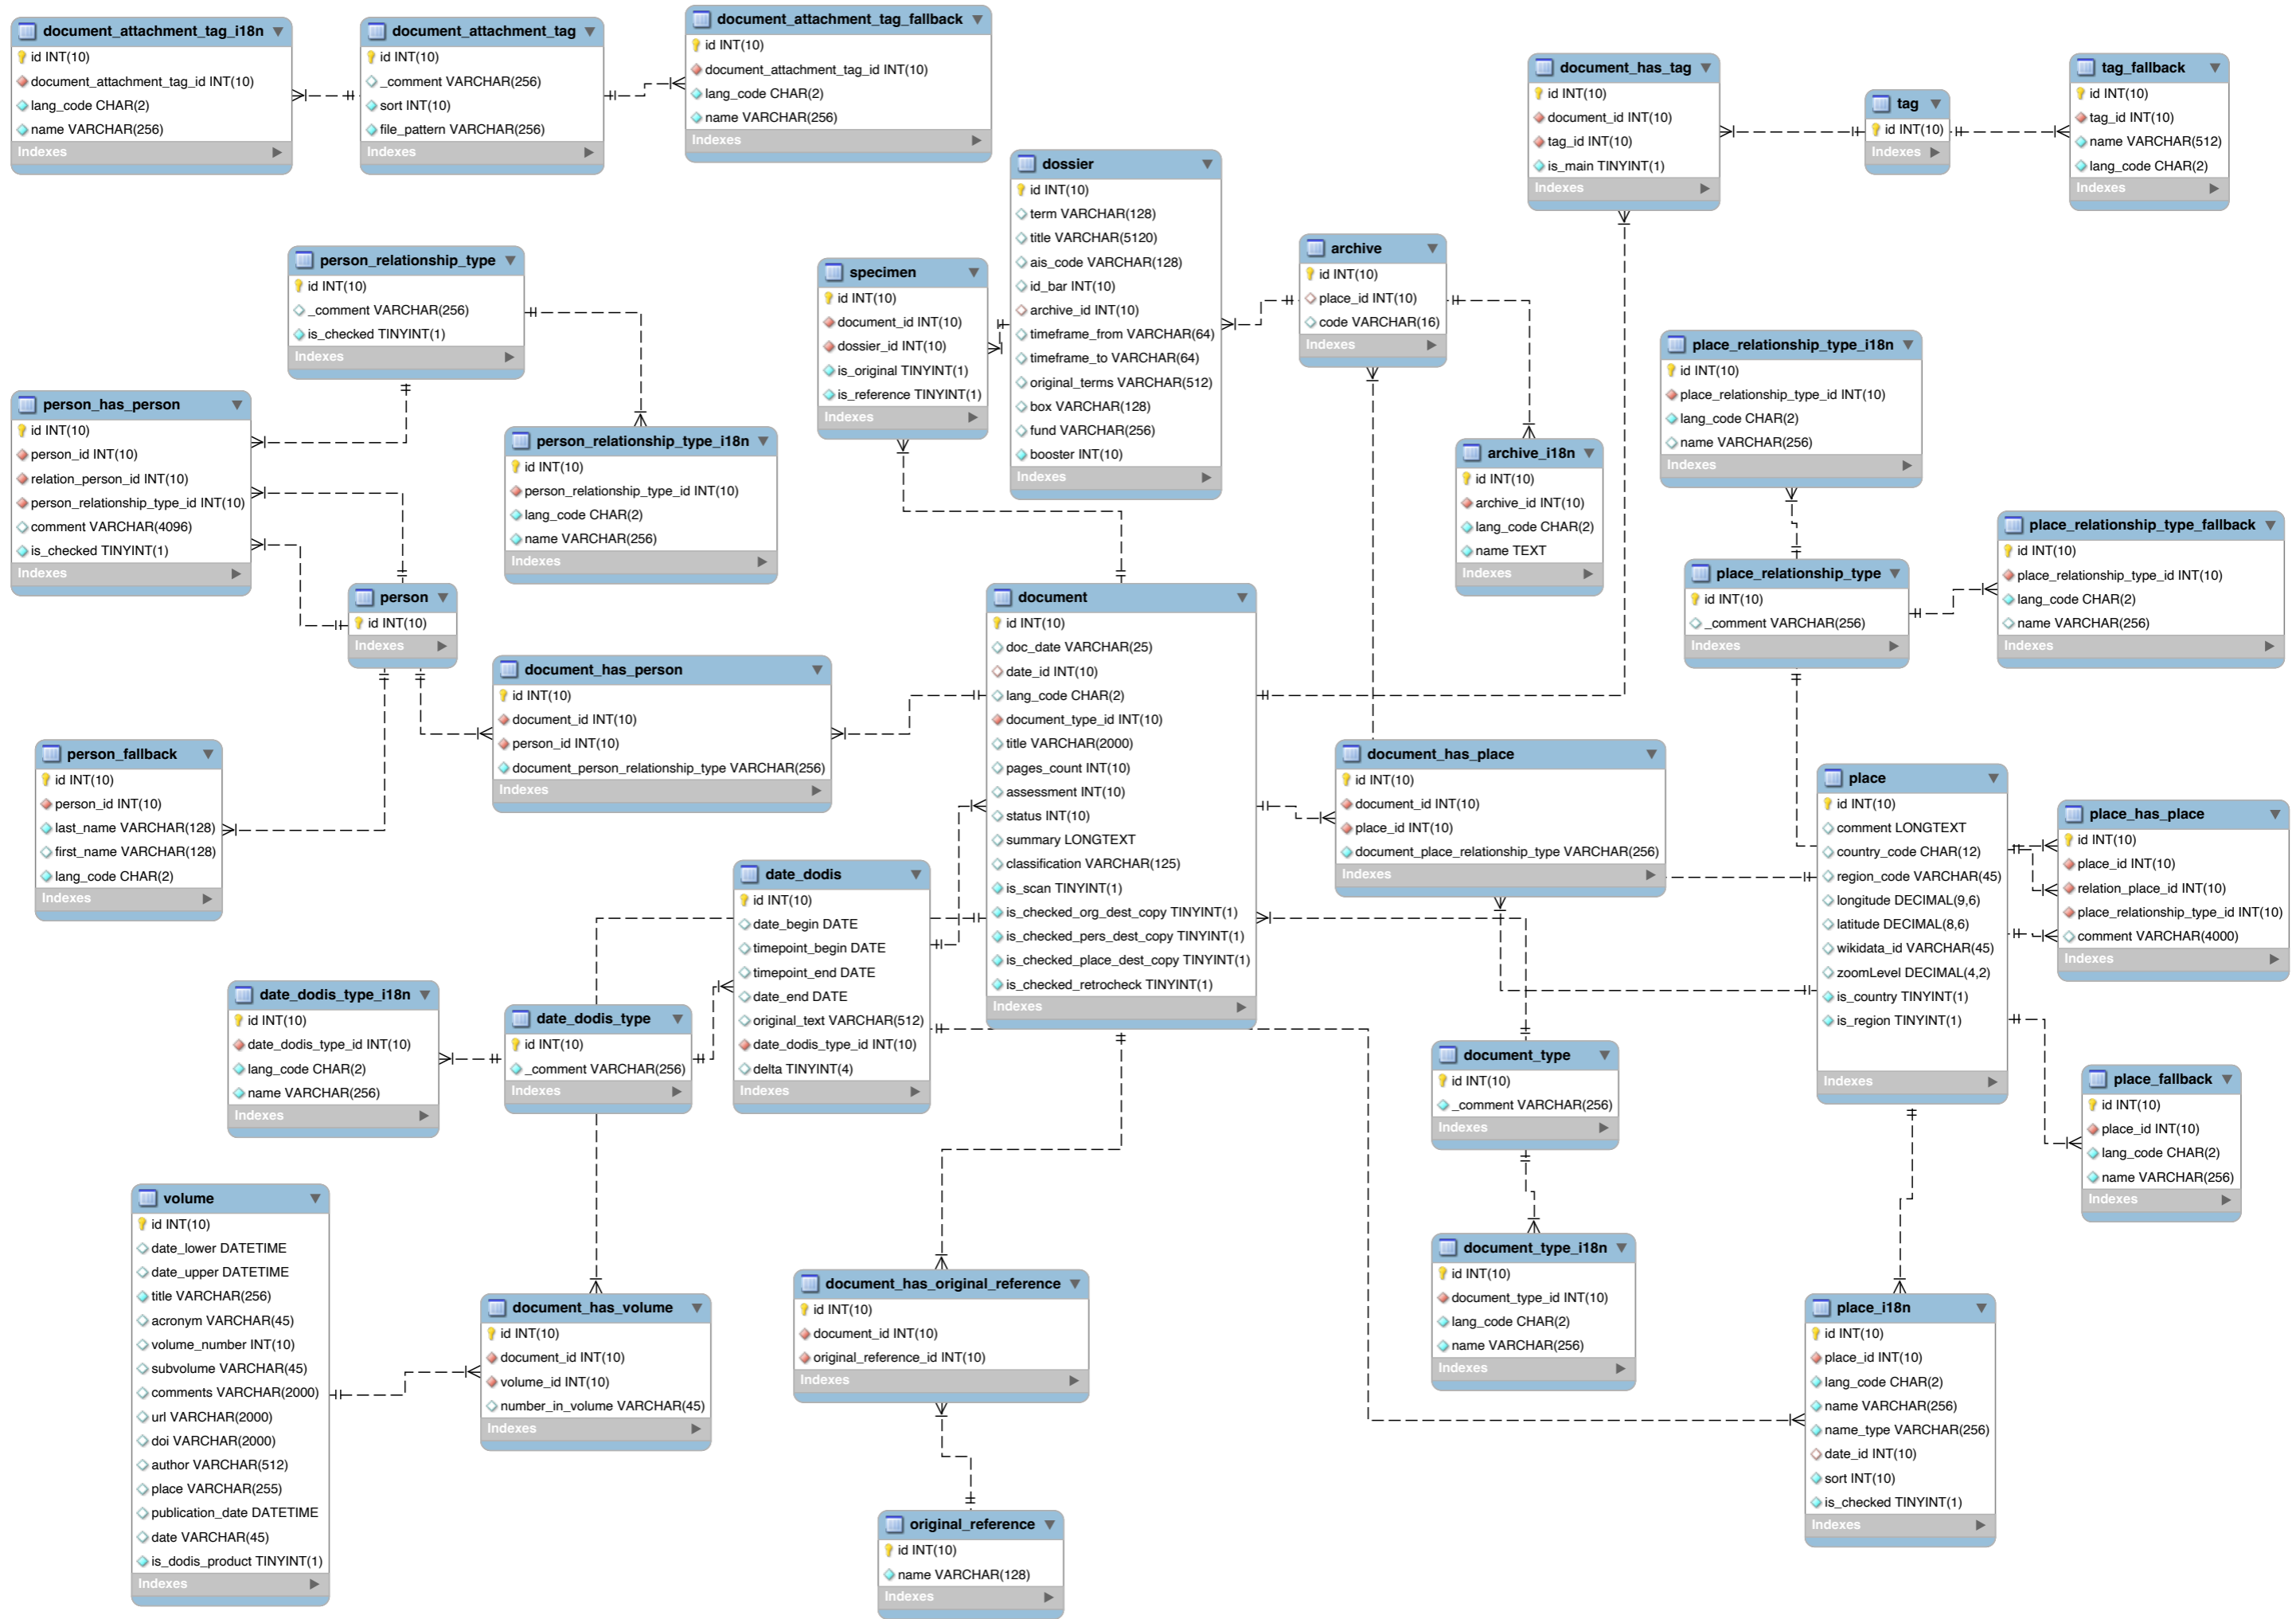 document_attachment_tag_i18n
id INT(10)
document_attachment_tag_id INT(10)
lang_code CHAR(2)
name VARCHAR(256)
Indexes
document_attachment_tag
id INT(10)
_comment VARCHAR(256)
sort INT(10)
file_pattern VARCHAR(256)
Indexes
document_attachment_tag_fallback
id INT(10)
document_attachment_tag_id INT(10)
lang_code CHAR(2)
name VARCHAR(256)
Indexes
document_has_tag
id INT(10)
document_id INT(10)
tag_id INT(10)
is_main TINYINT(1)
Indexes
tag
id INT(10)
Indexes
tag_fallback
id INT(10)
tag_id INT(10)
name VARCHAR(512)
lang_code CHAR(2)
Indexes
dossier
id INT(10)
term VARCHAR(128)
title VARCHAR(5120)
ais_code VARCHAR(128)
id_bar INT(10)
archive_id INT(10)
timeframe_from VARCHAR(64)
timeframe_to VARCHAR(64)
original_terms VARCHAR(512)
box VARCHAR(128)
fund VARCHAR(256)
booster INT(10)
Indexes
archive
id INT(10)
place_id INT(10)
code VARCHAR(16)
Indexes
person_relationship_type
id INT(10)
_comment VARCHAR(256)
is_checked TINYINT(1)
Indexes
specimen
id INT(10)
document_id INT(10)
dossier_id INT(10)
is_original TINYINT(1)
is_reference TINYINT(1)
Indexes
place_relationship_type_i18n
id INT(10)
place_relationship_type_id INT(10)
lang_code CHAR(2)
name VARCHAR(256)
Indexes
person_has_person
id INT(10)
person_id INT(10)
relation_person_id INT(10)
person_relationship_type_id INT(10)
comment VARCHAR(4096)
is_checked TINYINT(1)
Indexes
person_relationship_type_i18n
id INT(10)
person_relationship_type_id INT(10)
lang_code CHAR(2)
name VARCHAR(256)
Indexes
archive_i18n
id INT(10)
archive_id INT(10)
lang_code CHAR(2)
name TEXT
Indexes
place_relationship_type_fallback
id INT(10)
place_relationship_type_id INT(10)
lang_code CHAR(2)
name VARCHAR(256)
Indexes
place_relationship_type
id INT(10)
_comment VARCHAR(256)
Indexes
person
id INT(10)
Indexes
document
id INT(10)
doc_date VARCHAR(25)
date_id INT(10)
lang_code CHAR(2)
document_type_id INT(10)
title VARCHAR(2000)
pages_count INT(10)
assessment INT(10)
status INT(10)
summary LONGTEXT
classification VARCHAR(125)
is_scan TINYINT(1)
is_checked_org_dest_copy TINYINT(1)
is_checked_pers_dest_copy TINYINT(1)
is_checked_place_dest_copy TINYINT(1)
is_checked_retrocheck TINYINT(1)
Indexes
document_has_person
id INT(10)
document_id INT(10)
person_id INT(10)
document_person_relationship_type VARCHAR(256)
Indexes
person_fallback
id INT(10)
person_id INT(10)
last_name VARCHAR(128)
first_name VARCHAR(128)
lang_code CHAR(2)
Indexes
document_has_place
id INT(10)
document_id INT(10)
place_id INT(10)
document_place_relationship_type VARCHAR(256)
Indexes
place
id INT(10)
comment LONGTEXT
country_code CHAR(12)
region_code VARCHAR(45)
longitude DECIMAL(9,6)
latitude DECIMAL(8,6)
wikidata_id VARCHAR(45)
zoomLevel DECIMAL(4,2)
is_country TINYINT(1)
is_region TINYINT(1)
Indexes
place_has_place
id INT(10)
place_id INT(10)
relation_place_id INT(10)
place_relationship_type_id INT(10)
comment VARCHAR(4000)
Indexes
date_dodis
id INT(10)
date_begin DATE
timepoint_begin DATE
timepoint_end DATE
date_end DATE
original_text VARCHAR(512)
date_dodis_type_id INT(10)
delta TINYINT(4)
Indexes
date_dodis_type_i18n
id INT(10)
date_dodis_type_id INT(10)
lang_code CHAR(2)
name VARCHAR(256)
Indexes
date_dodis_type
id INT(10)
_comment VARCHAR(256)
Indexes
document_type
id INT(10)
_comment VARCHAR(256)
Indexes
place_fallback
id INT(10)
place_id INT(10)
lang_code CHAR(2)
name VARCHAR(256)
Indexes
volume
id INT(10)
date_lower DATETIME
date_upper DATETIME
title VARCHAR(256)
acronym VARCHAR(45)
volume_number INT(10)
subvolume VARCHAR(45)
comments VARCHAR(2000)
url VARCHAR(2000)
doi VARCHAR(2000)
author VARCHAR(512)
place VARCHAR(255)
publication_date DATETIME
date VARCHAR(45)
is_dodis_product TINYINT(1)
Indexes
document_has_volume
id INT(10)
document_id INT(10)
volume_id INT(10)
number_in_volume VARCHAR(45)
Indexes
document_has_original_reference
id INT(10)
document_id INT(10)
original_reference_id INT(10)
Indexes
document_type_i18n
id INT(10)
document_type_id INT(10)
lang_code CHAR(2)
name VARCHAR(256)
Indexes
place_i18n
id INT(10)
place_id INT(10)
lang_code CHAR(2)
name VARCHAR(256)
name_type VARCHAR(256)
date_id INT(10)
sort INT(10)
is_checked TINYINT(1)
Indexes
original_reference
id INT(10)
name VARCHAR(128)
Indexes